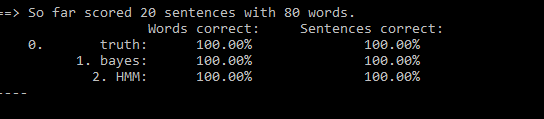 ==> So far scored 20 sentences with 80 words.
Words correct: Sentences correct:
0. truth: 100.00% 100.00%
1. bayes: 100.00% 100.00%
2. HMM: 100.00% 100.00%
----